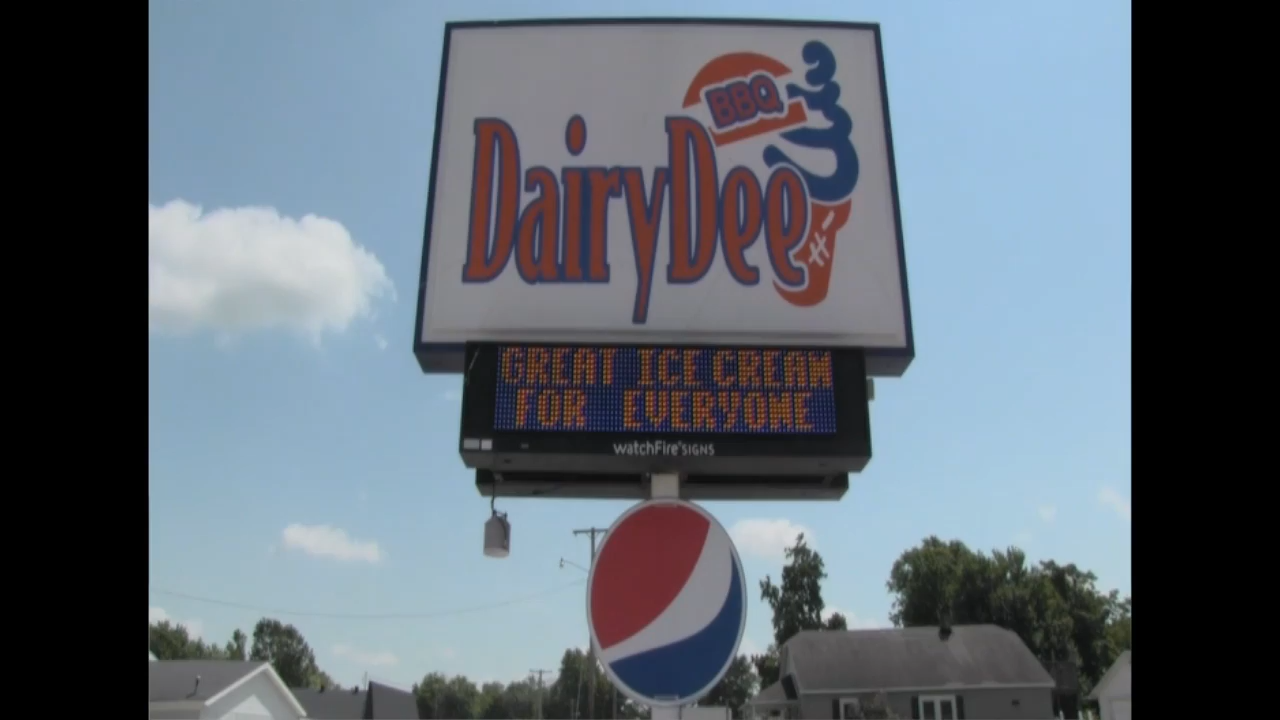 BBQ
DairyDee
GREAT ICE CREAM
FOR EVERYONE
watchFire SIGNS